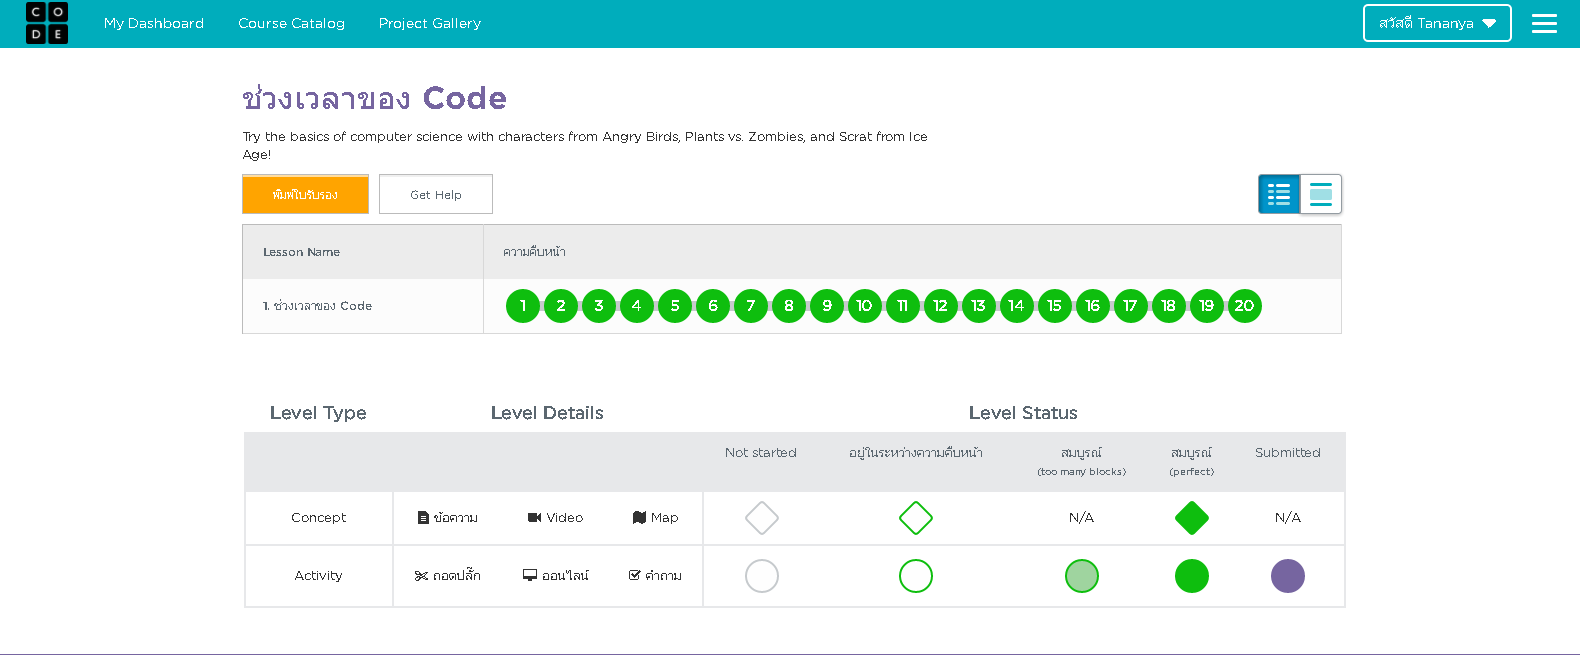 C O
D E
My Dashboard Course Catalog Project Gallery สวัสดี Tananya
ช่วงเวลาของ Code
Try the basics of computer science with characters from Angry Birds, Plants vs. Zombies, and Scrat from Ice
Age!
พิมพ์ใบรับรอง Get Help
Lesson Name ความคืบหน้า
1. ช่วงเวลาของ Code 1 2 3 4 5 6 7 8 9 10 11 12 13 14 15 16 17 18 19 20
Level Type Level Details Level Status
Not started อยู่ในระหว่างความคืบหน้า สมบูรณ์ สมบูรณ์ Submitted
(too many blocks) (perfect)
Concept ข้อความ Video Map N/A N/A
Activity ถอดปลั๊ก ออนไลน์ คำถาม